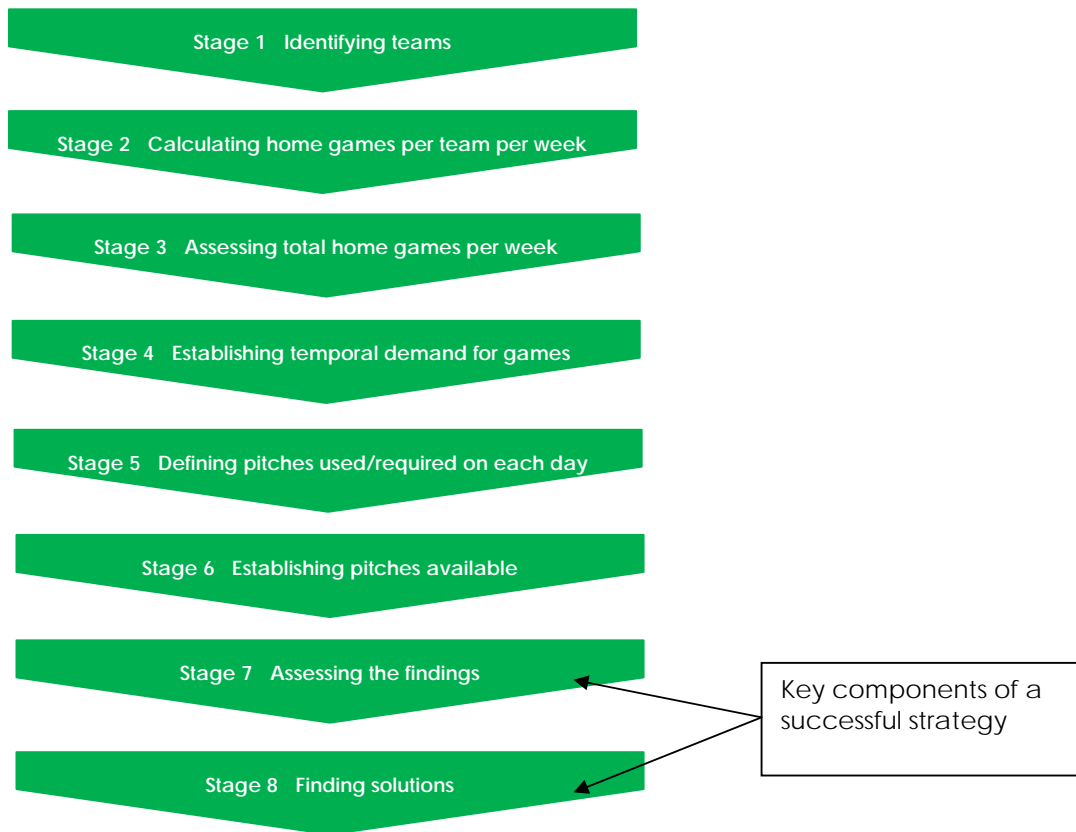 Stage 1 Identifying teams
Stage 2 Calculating home games per team per week
Stage 3 Assessing total home games per week
Stage 4 Establishing temporal demand for games
Stage 5 Defining pitches used/required on each day
Stage 6 Establishing pitches available
Stage 7 Assessing the findings
Key components of a
successful strategy
Stage 8 Finding solutions